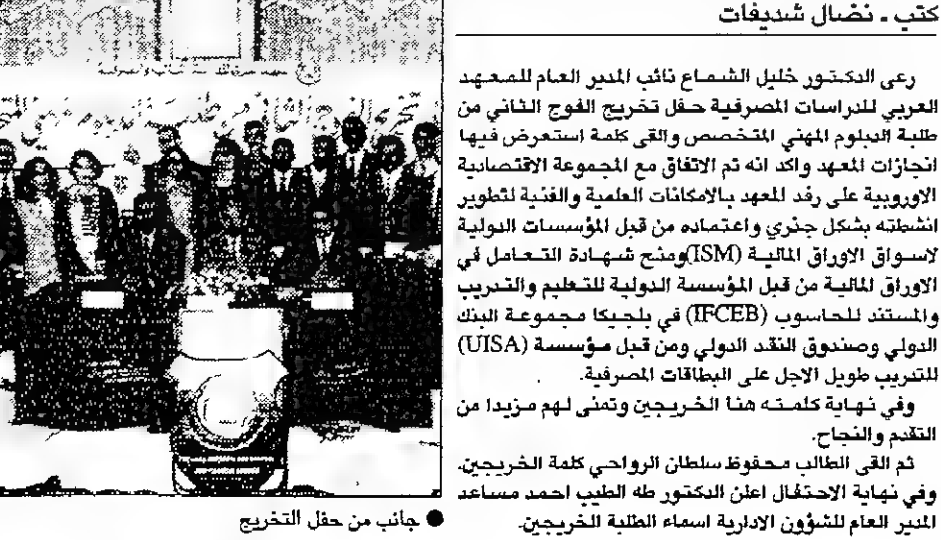 كتب ـ نضال شديفات
رعى الدكتور خليل الشماع نائب المدير العام للمعهد
العربي للدراسات المصرفية حفل تخريج الفوج الثاني من
طلبة الدبلوم المهني المتخصص والقى كلمة استعرض فيها
انجازات المعهد واكد انه تم الاتفاق مع المجموعة الاقتصادية
الاوروبية على رفد المعهد بالامكانات العلمية والفنية لتطوير
انشطته بشكل جذري واعتماده من قبل المؤسسات الدولية
لاسواق الاوراق المالية (ISM) ومنح شهادة التعامل في
الاوراق المالية من قبل المؤسسة الدولية للتعليم والتدريب
والمستند للحاسوب (IFCEB) في بلجيكا مجموعة البنك
الدولي وصندوق النقد الدولي ومن قبل مؤسسة (UISA)
للتدريب طويل الاجل على البطاقات المصرفية.
وفي نهاية كلمته هنأ الخريجين وتمنى لهم مزيدا من
التقدم والنجاح.
ثم القى الطالب محفوظ سلطان الرواحي كلمة الخريجين.
وفي نهاية الاحتفال اعلن الدكتور طه الطيب احمد مساعد
المدير العام للشؤون الادارية اسماء الطلبة الخريجين.
● جانب من حفل التخريج